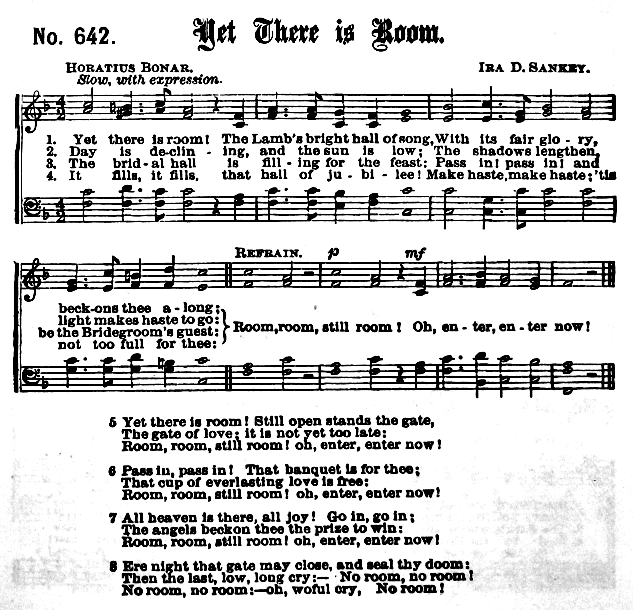 No. 642.
Yet There is Room.
HORATIUS BONAR.
IRA D. SANKEY.
Slow, with expression.
1. Yet there is room! The Lamb's bright hall of song, With its fair glo - ry,
2. Day is de-clin - ing, and the sun is low; The shadows lengthen,
3. The brid-al hall is fill - ing for the feast: Pass in! pass in! and
4. It fills, it fills, that hall of ju - bi - lee! Make haste, make haste; 'tis
REFRAIN. p mf
beck-ons thee a - long;
light makes haste to go:
be the Bridegroom's guest:
not too full for thee:
Room, room, still room! Oh, en - ter, en - ter now!
5 Yet there is room! Still open stands the gate,
The gate of love; it is not yet too late:
Room, room, still room! oh, enter, enter now!
6 Pass in, pass in! That banquet is for thee;
That cup of everlasting love is free:
Room, room, still room! oh, enter, enter now!
7 All heaven is there, all joy! Go in, go in;
The angels beckon thee the prize to win:
Room, room, still room! oh, enter, enter now!
8 Ere night that gate may close, and seal thy doom:
Then the last, low, long cry:— No room, no room!
No room, no room:—oh, woful cry, No Room!